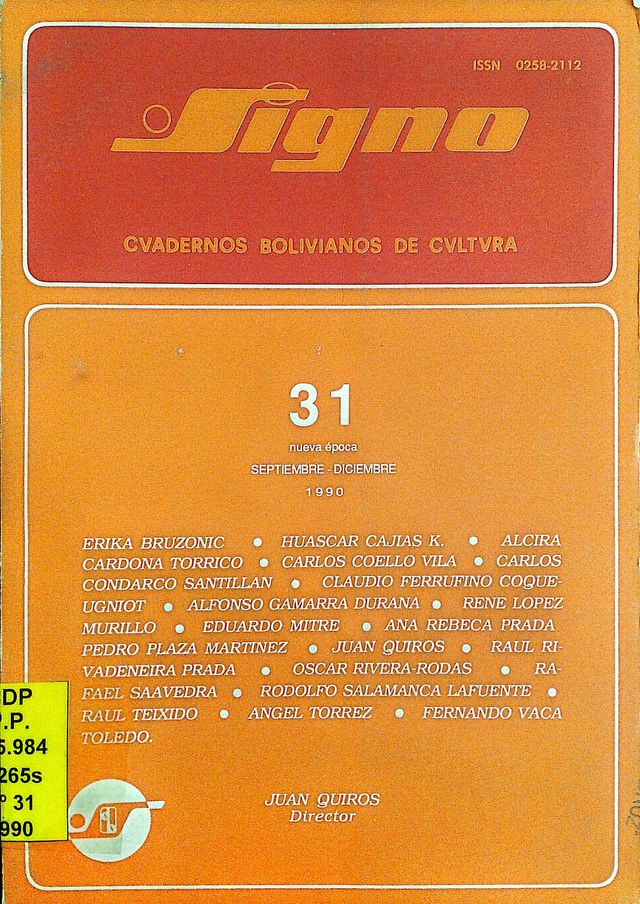 ISSN 0258-2112
Signo
CVADERNOS BOLIVIANOS DE CVLTVRA
31
nueva época
SEPTIEMBRE - DICIEMBRE
1990
ERIKA BRUZONIC ● HUASCAR CAJIAS K. ● ALCIRA
CARDONA TORRICO ● CARLOS COELLO VILA ● CARLOS
CONDARCO SANTILLAN ● CLAUDIO FERRUFINO COQUE-
UGNIOT ● ALFONSO GAMARRA DURANA ● RENE LOPEZ
MURILLO ● EDUARDO MITRE ● ANA REBECA PRADA
PEDRO PLAZA MARTINEZ ● JUAN QUIROS ● RAUL RI-
VADENEIRA PRADA ● OSCAR RIVERA-RODAS ● RA-
FAEL SAAVEDRA ● RODOLFO SALAMANCA LAFUENTE ●
RAUL TEIXIDO ● ANGEL TORREZ ● FERNANDO VACA
TOLEDO.
DP
.P.
5.984
265s
º 31
990
JUAN QUIROS
Director